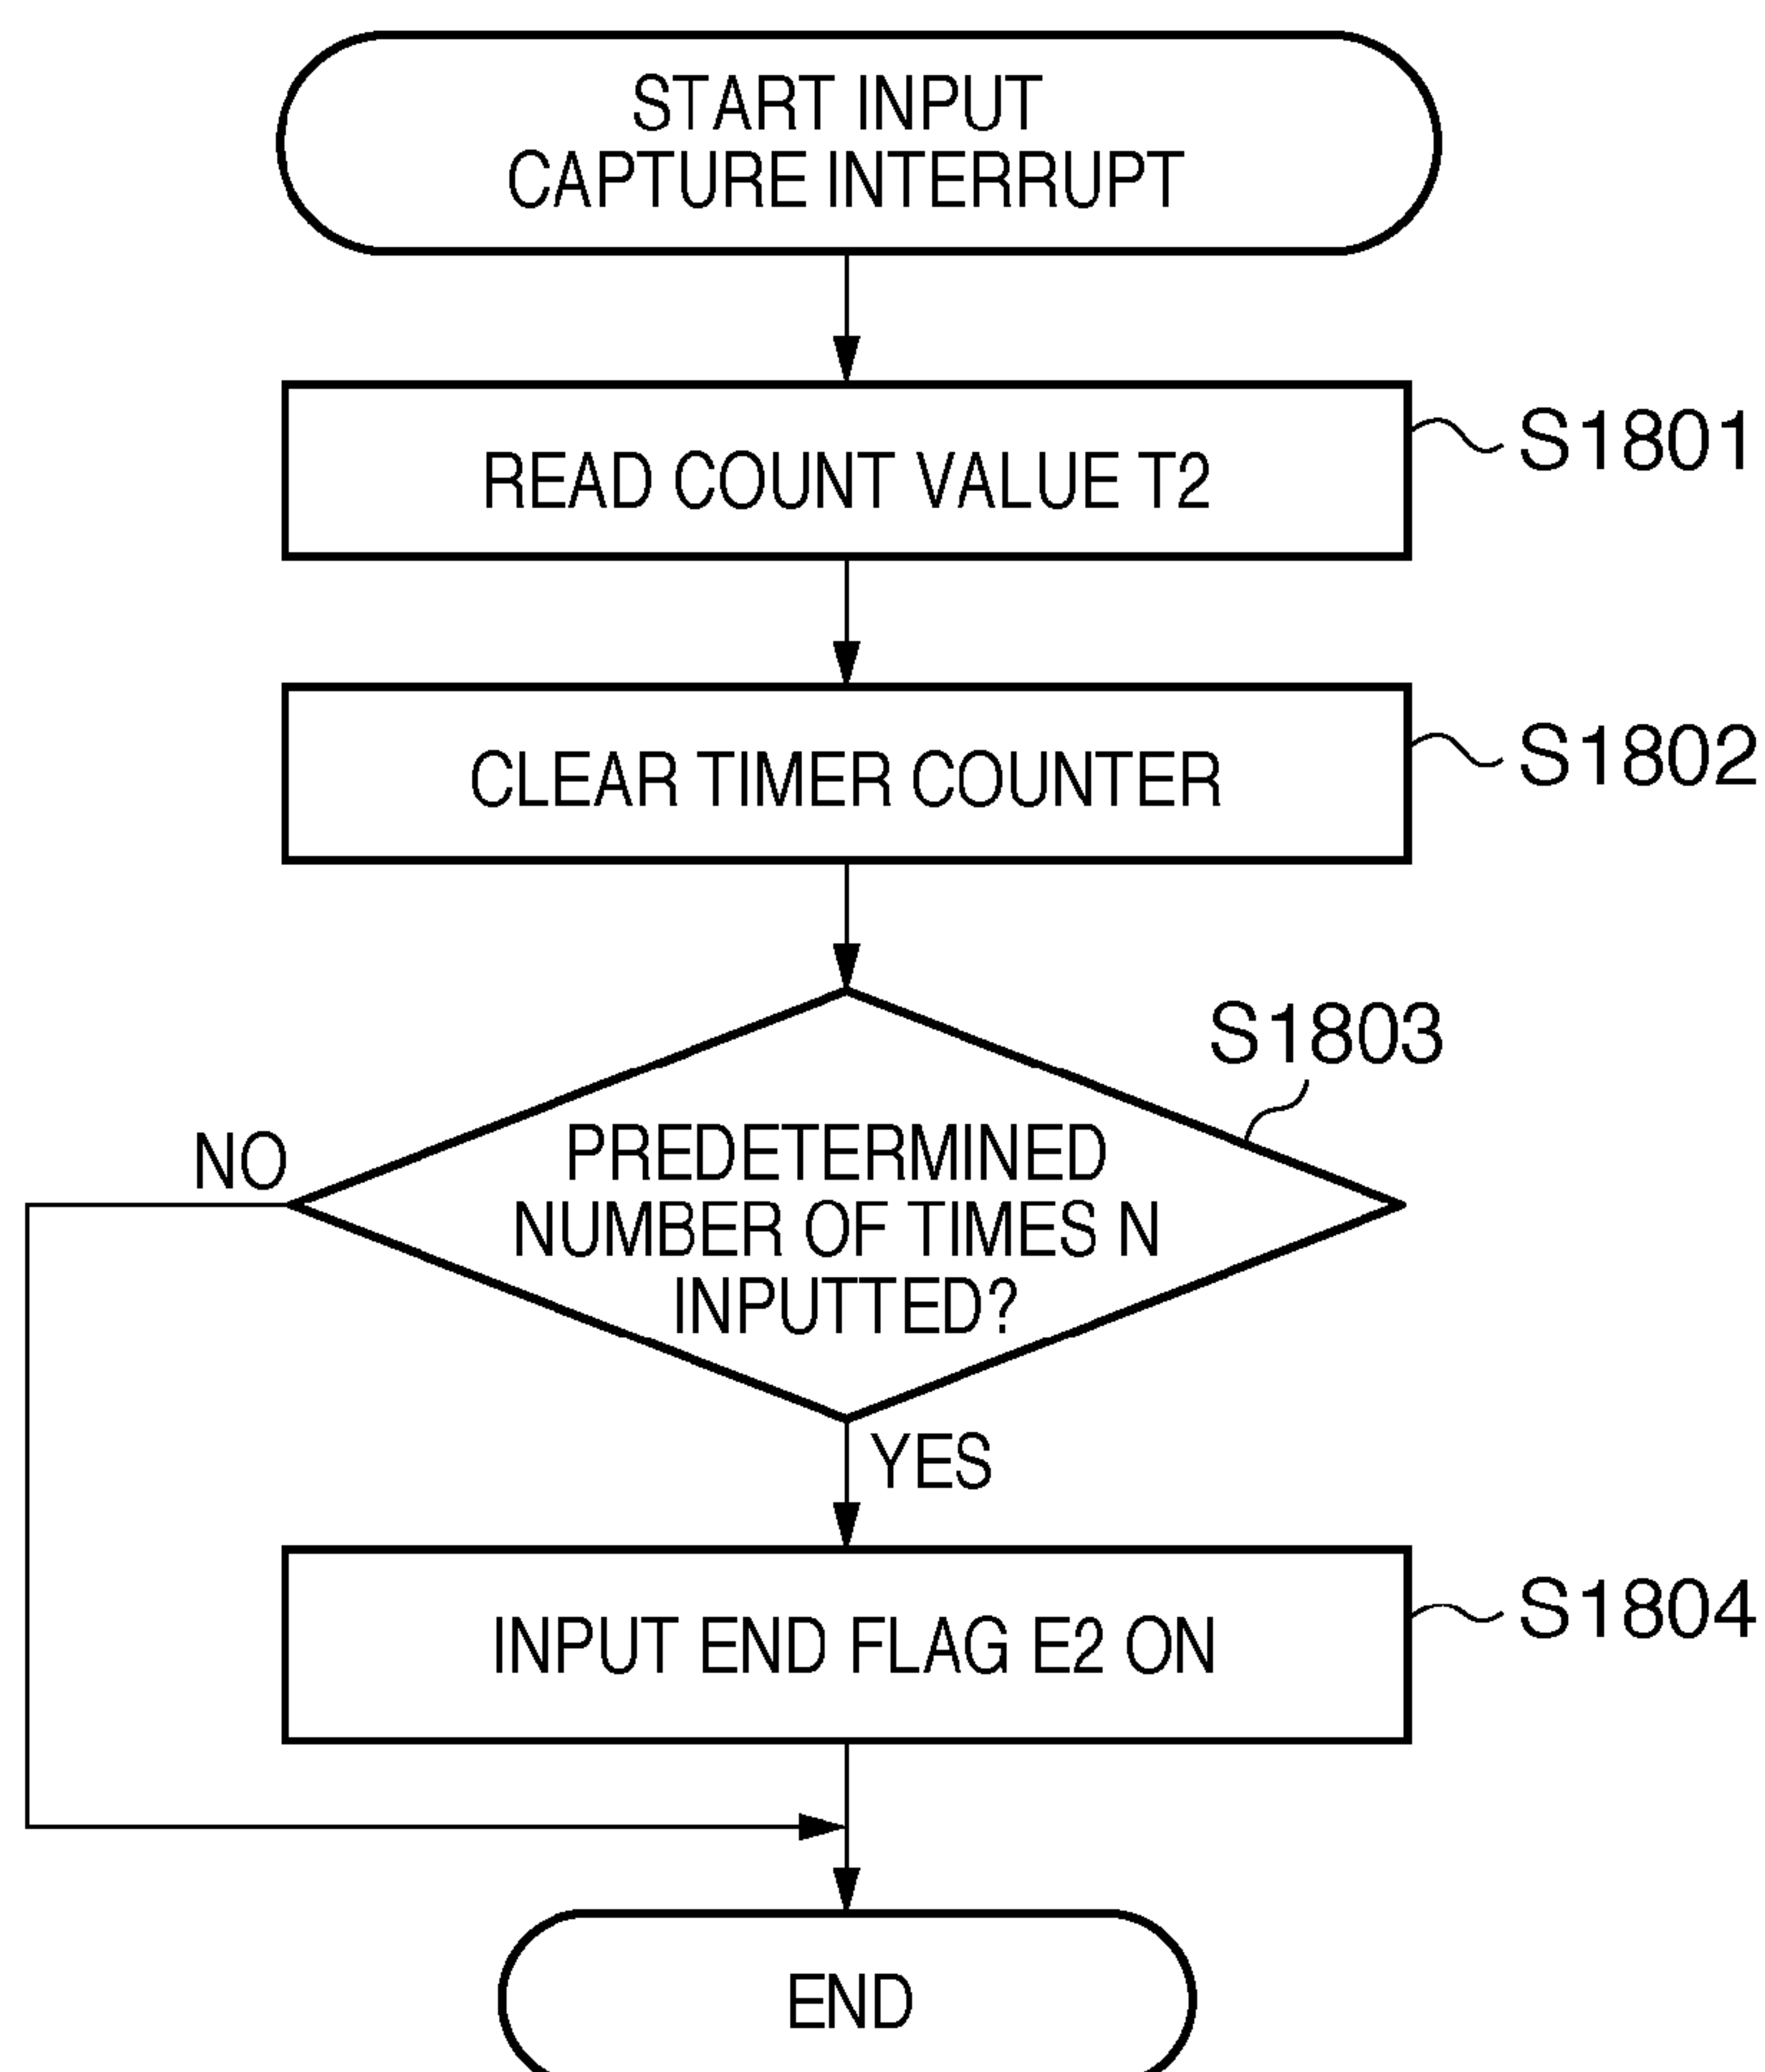 START INPUT
CAPTURE INTERRUPT
READ COUNT VALUE T2
S1801
CLEAR TIMER COUNTER
S1802
S1803
NO
PREDETERMINED
NUMBER OF TIMES N
INPUTTED?
YES
INPUT END FLAG E2 ON
S1804
END